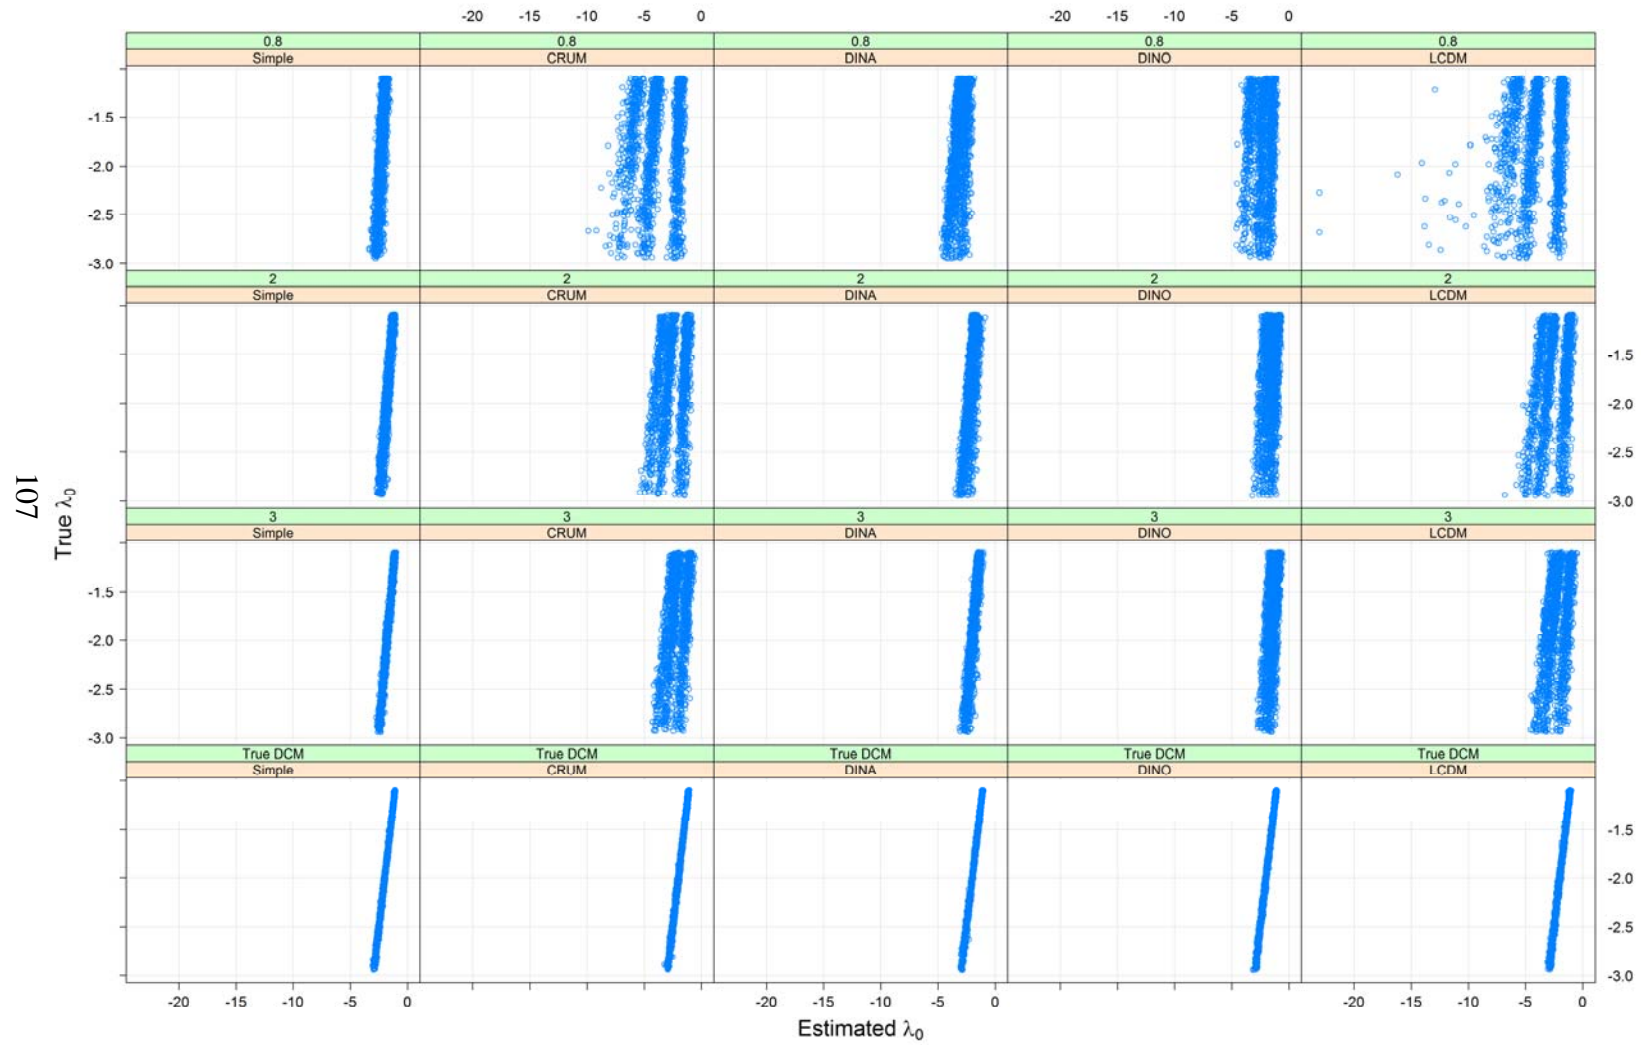 -20 -15 -10 -5 0 -20 -15 -10 -5 0
0.8 0.8 0.8 0.8 0.8
Simple CRUM DINA DINO LCDM
-1.5
-2.0
-2.5
-3.0
2 2 2 2 2
Simple CRUM DINA DINO LCDM
-1.5
-2.0
-2.5
-3.0
3 3 3 3 3
Simple CRUM DINA DINO LCDM
-1.5
-2.0
-2.5
-3.0
True DCM True DCM True DCM True DCM True DCM
Simple CRUM DINA DINO LCDM
-1.5
-2.0
-2.5
-3.0
-20 -15 -10 -5 0 -20 -15 -10 -5 0 -20 -15 -10 -5 0
Estimated λ₀
True λ₀
107